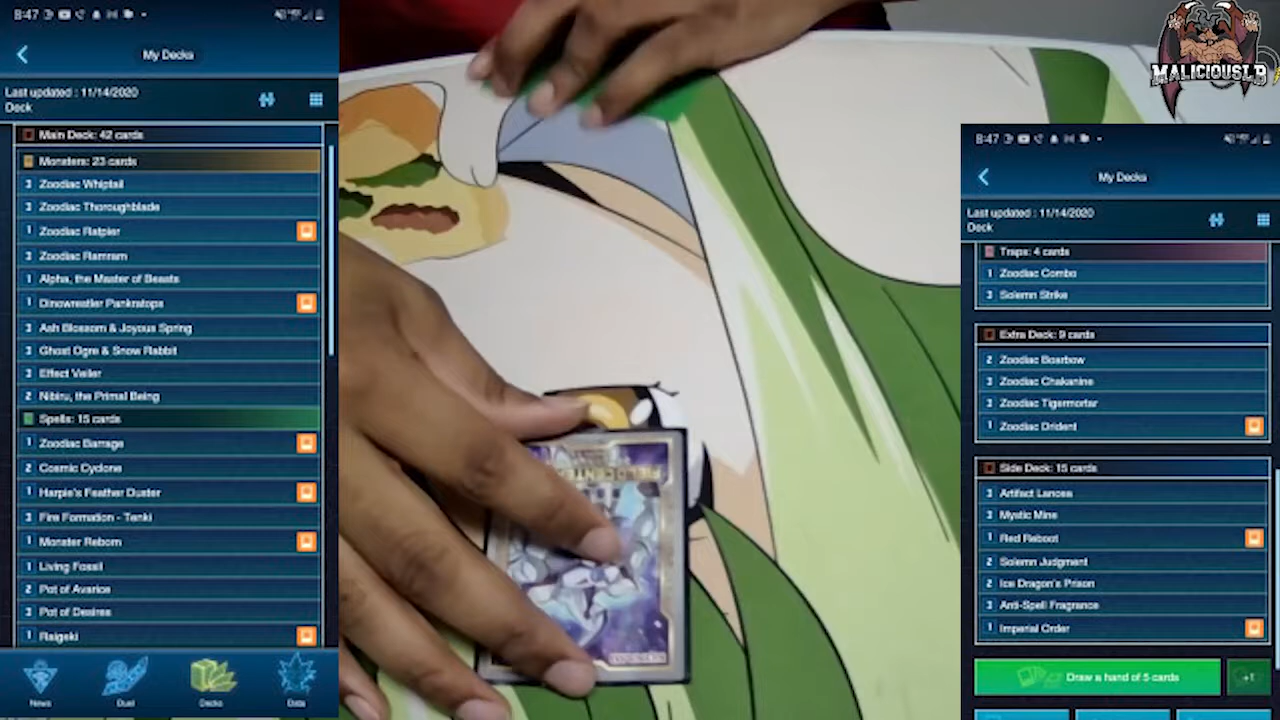 8:47
My Decks
Last updated : 11/14/2020
Deck
Main Deck: 42 cards
Monsters: 23 cards
3 Zoodiac Whiptail
3 Zoodiac Thoroughblade
1 Zoodiac Ratpier
3 Zoodiac Ramram
1 Alpha, the Master of Beasts
1 Dinowrestler Pankratops
3 Ash Blossom & Joyous Spring
3 Ghost Ogre & Snow Rabbit
3 Effect Veiler
2 Nibiru, the Primal Being
Spells: 15 cards
1 Zoodiac Barrage
2 Cosmic Cyclone
1 Harpie's Feather Duster
3 Fire Formation - Tenki
1 Monster Reborn
1 Living Fossil
2 Pot of Avarice
3 Pot of Desires
1 Raigeki
News
Duel
Decks
Data
MALICIOUSLB
8:47
My Decks
Last updated : 11/14/2020
Deck
Traps: 4 cards
1 Zoodiac Combo
3 Solemn Strike
Extra Deck: 9 cards
2 Zoodiac Boarbow
3 Zoodiac Chakanine
3 Zoodiac Tigermortar
1 Zoodiac Drident
Side Deck: 15 cards
3 Artifact Lancea
3 Mystic Mine
1 Red Reboot
2 Solemn Judgment
2 Ice Dragon's Prison
3 Anti-Spell Fragrance
1 Imperial Order
Draw a hand of 5 cards
+1